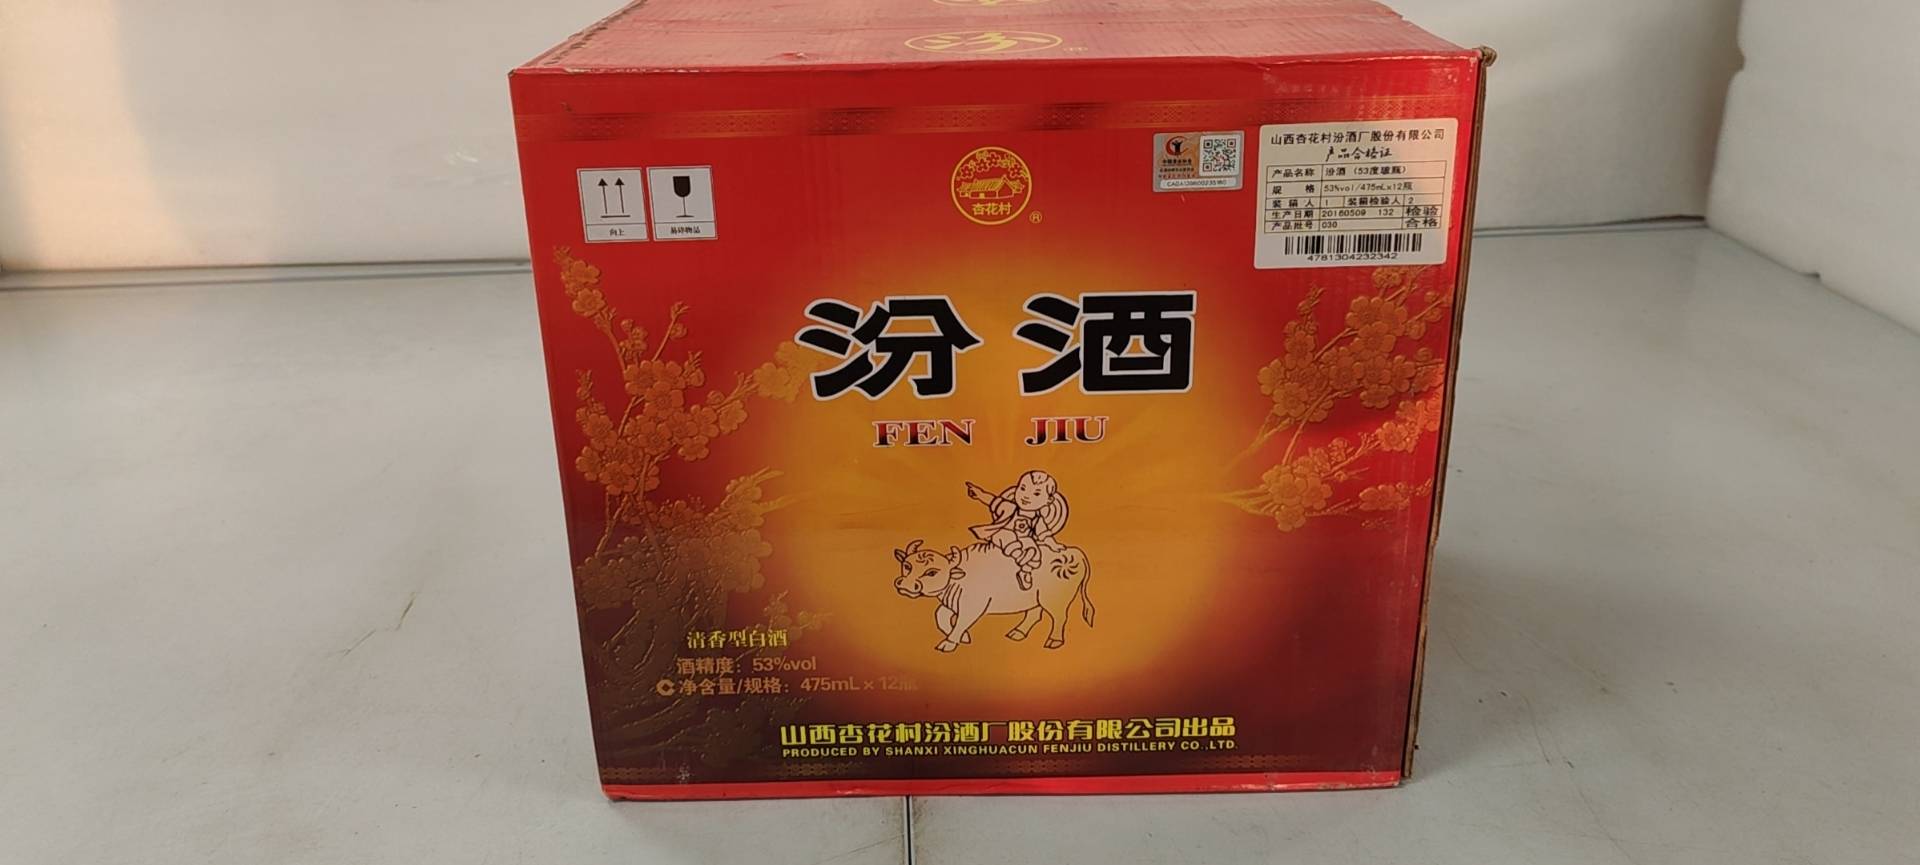 汾
向上
易碎物品
杏花村
®
CADA120600235180
山西杏花村汾酒厂股份有限公司
产品合格证
产品名称 汾酒（53度玻瓶）
规 格 53%vol/475mL×12瓶
装箱人 1 装箱检验人 2
生产日期 20160509 132 检验
产品批号 030 合格
4781304232342
汾酒
FEN JIU
清香型白酒
酒精度：53%vol
净含量/规格：475mL×12瓶
山西杏花村汾酒厂股份有限公司出品
PRODUCED BY SHANXI XINGHUACUN FENJIU DISTILLERY CO.,LTD.